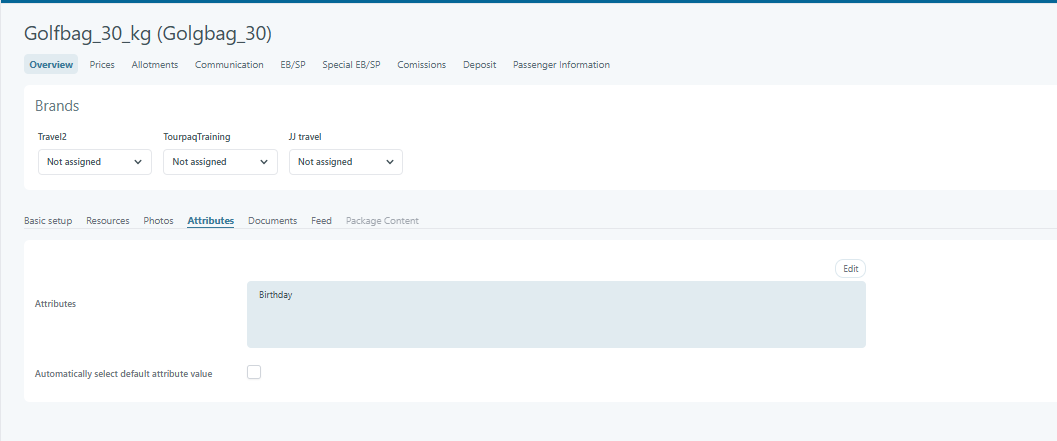 Golfbag_30_kg (Golgbag_30)
Overview Prices Allotments Communication EB/SP Special EB/SP Comissions Deposit Passenger Information
Brands
Travel2 TourpaqTraining JJ travel
Not assigned Not assigned Not assigned
Basic setup Resources Photos Attributes Documents Feed Package Content
Edit
Attributes Birthday
Automatically select default attribute value